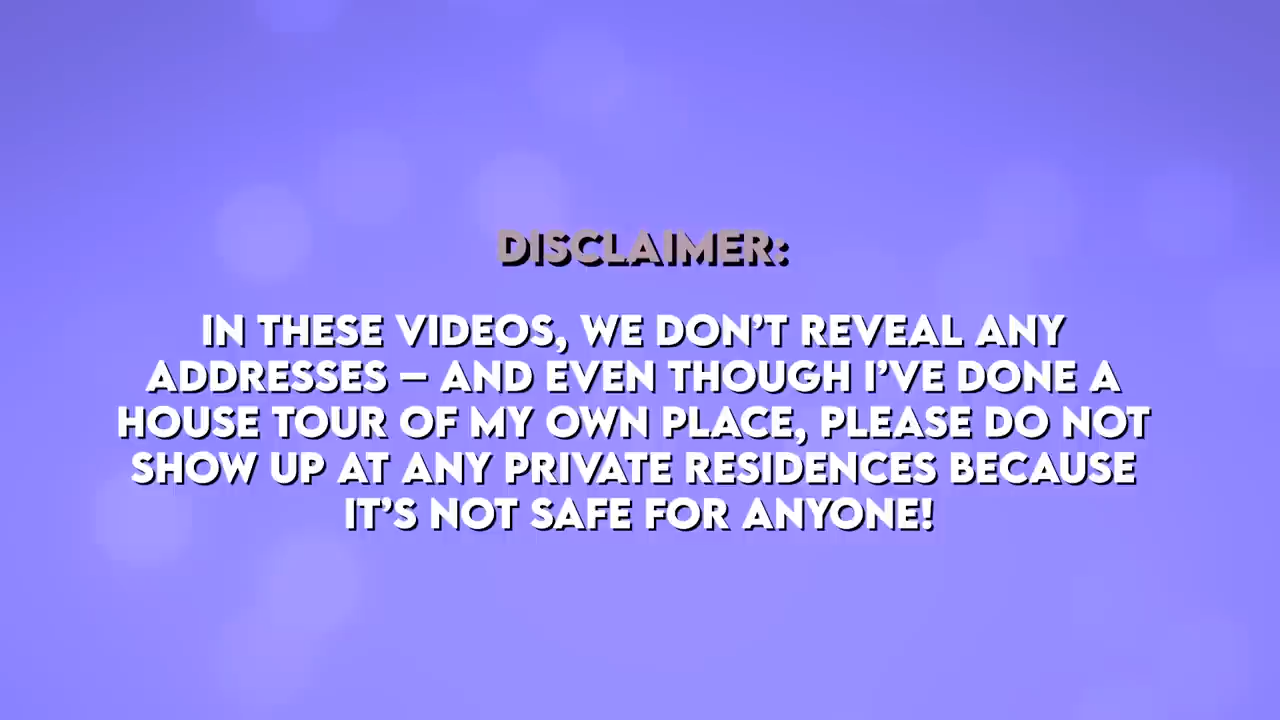 DISCLAIMER:
IN THESE VIDEOS, WE DON'T REVEAL ANY
ADDRESSES – AND EVEN THOUGH I'VE DONE A
HOUSE TOUR OF MY OWN PLACE, PLEASE DO NOT
SHOW UP AT ANY PRIVATE RESIDENCES BECAUSE
IT'S NOT SAFE FOR ANYONE!